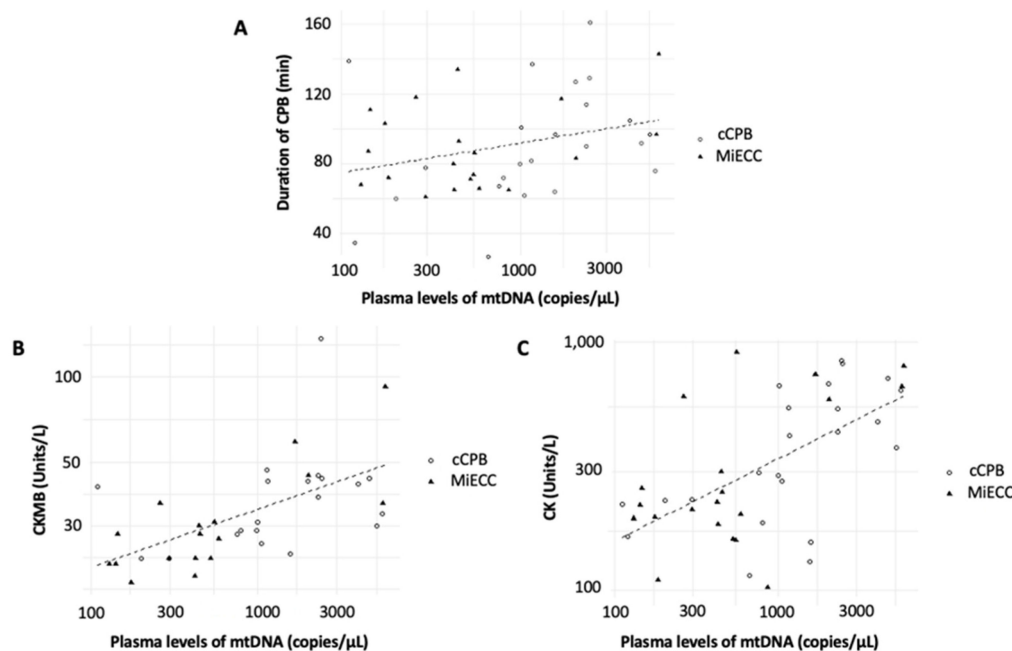 A
160
120
80
40
Duration of CPB (min)
100 300 1000 3000
Plasma levels of mtDNA (copies/µL)
cCPB
MiECC
B
100
50
30
CKMB (Units/L)
100 300 1000 3000
Plasma levels of mtDNA (copies/µL)
cCPB
MiECC
C
1,000
300
100
CK (Units/L)
100 300 1000 3000
Plasma levels of mtDNA (copies/µL)
cCPB
MiECC